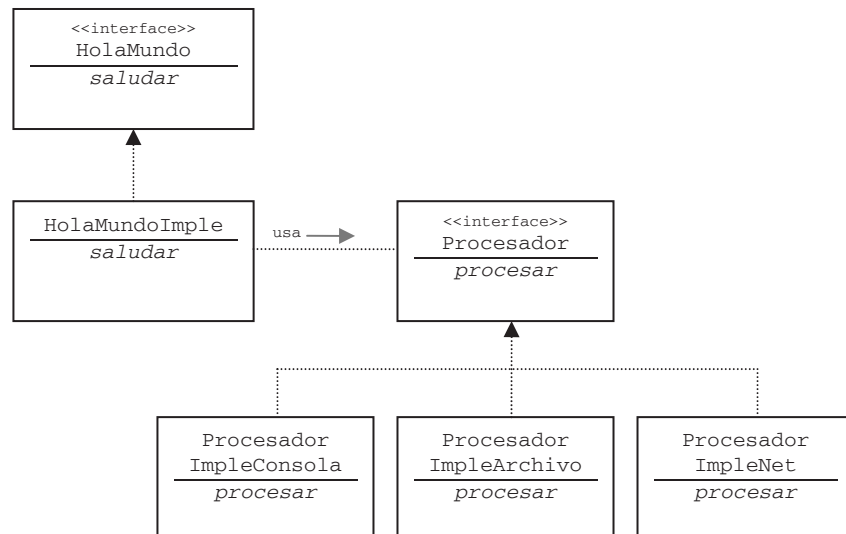 <<interface>>
HolaMundo
saludar
HolaMundoImple
saludar
usa
<<interface>>
Procesador
procesar
Procesador
ImpleConsola
procesar
Procesador
ImpleArchivo
procesar
Procesador
ImpleNet
procesar